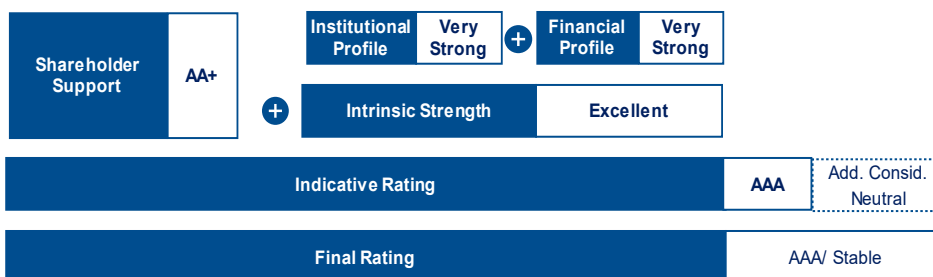 Shareholder
Support
AA+
+
Institutional
Profile
Very
Strong
+
Financial
Profile
Very
Strong
+
Intrinsic Strength
Excellent
Indicative Rating
AAA
Add. Consid.
Neutral
Final Rating
AAA/ Stable